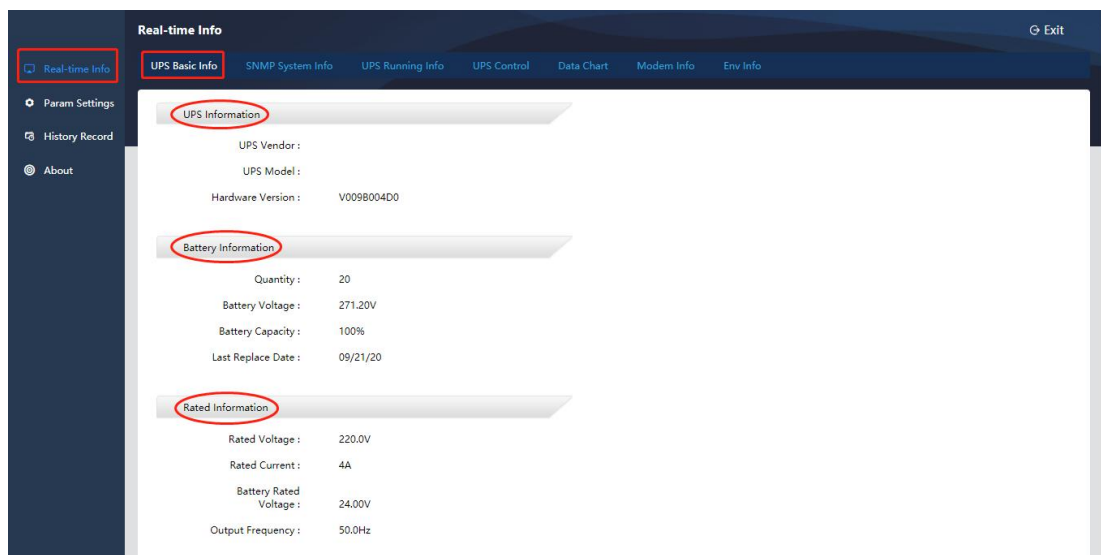 Real-time Info
Exit
Real-time Info
Param Settings
History Record
About
UPS Basic Info
SNMP System Info
UPS Running Info
UPS Control
Data Chart
Modem Info
Env Info
UPS Information
UPS Vendor :
UPS Model :
Hardware Version : V009B004D0
Battery Information
Quantity : 20
Battery Voltage : 271.20V
Battery Capacity : 100%
Last Replace Date : 09/21/20
Rated Information
Rated Voltage : 220.0V
Rated Current : 4A
Battery Rated
Voltage : 24.00V
Output Frequency : 50.0Hz